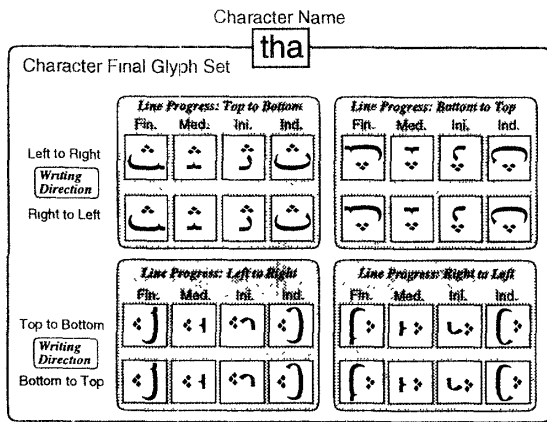 Character Name
tha
Character Final Glyph Set
Line Progress: Top to Bottom
Line Progress: Bottom to Top
Fin. Med. Ini. Ind.
Fin. Med. Ini. Ind.
Left to Right
Writing Direction
Right to Left
Line Progress: Left to Right
Line Progress: Right to Left
Fin. Med. Ini. Ind.
Fin. Med. Ini. Ind.
Top to Bottom
Writing Direction
Bottom to Top